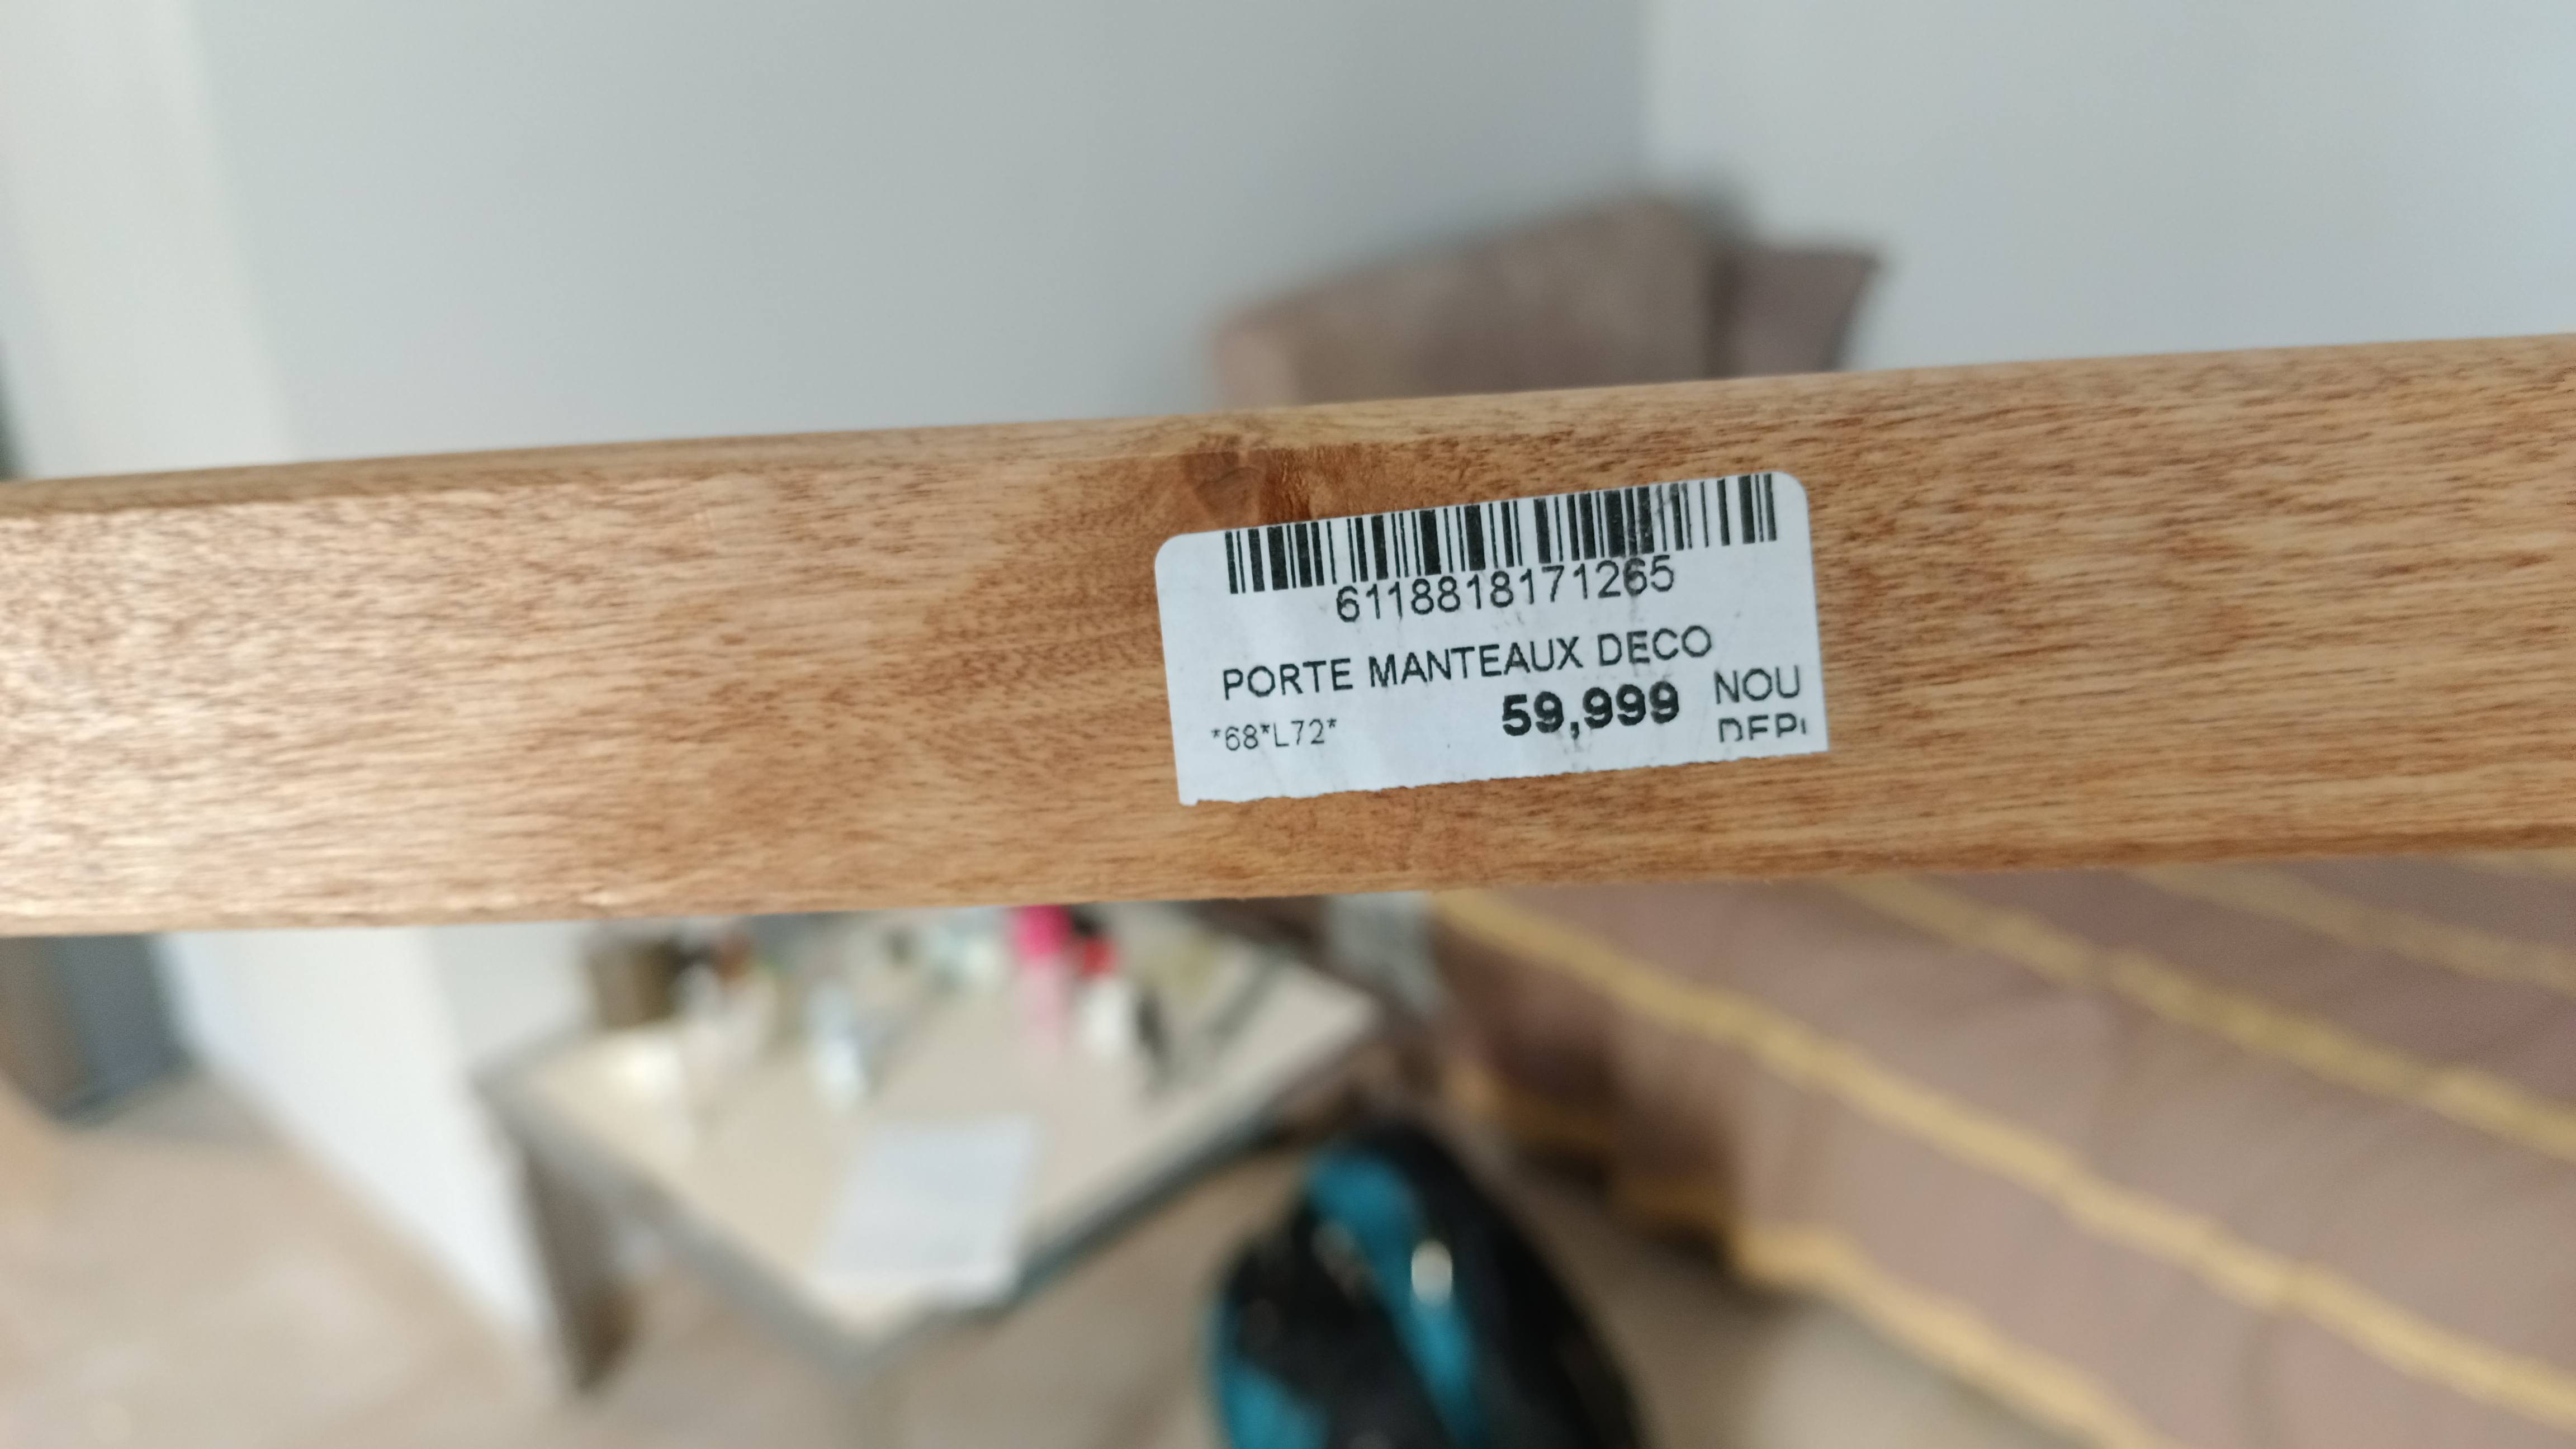 6118818171265
PORTE MANTEAUX DECO
*68*L72* 59,999 NOU